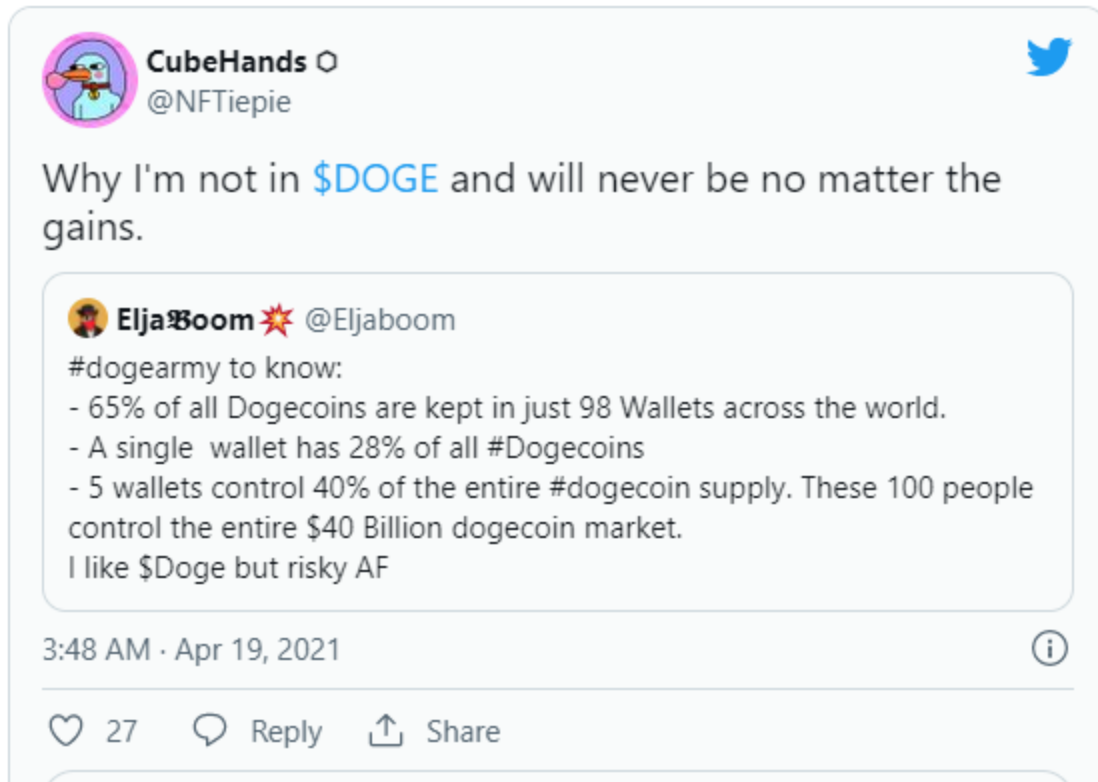 CubeHands ⬡
@NFTiepie
Why I'm not in $DOGE and will never be no matter the
gains.
Elja𝕭oom💥 @Eljaboom
#dogearmy to know:
- 65% of all Dogecoins are kept in just 98 Wallets across the world.
- A single  wallet has 28% of all #Dogecoins
- 5 wallets control 40% of the entire #dogecoin supply. These 100 people
control the entire $40 Billion dogecoin market.
I like $Doge but risky AF
3:48 AM · Apr 19, 2021
27 Reply Share